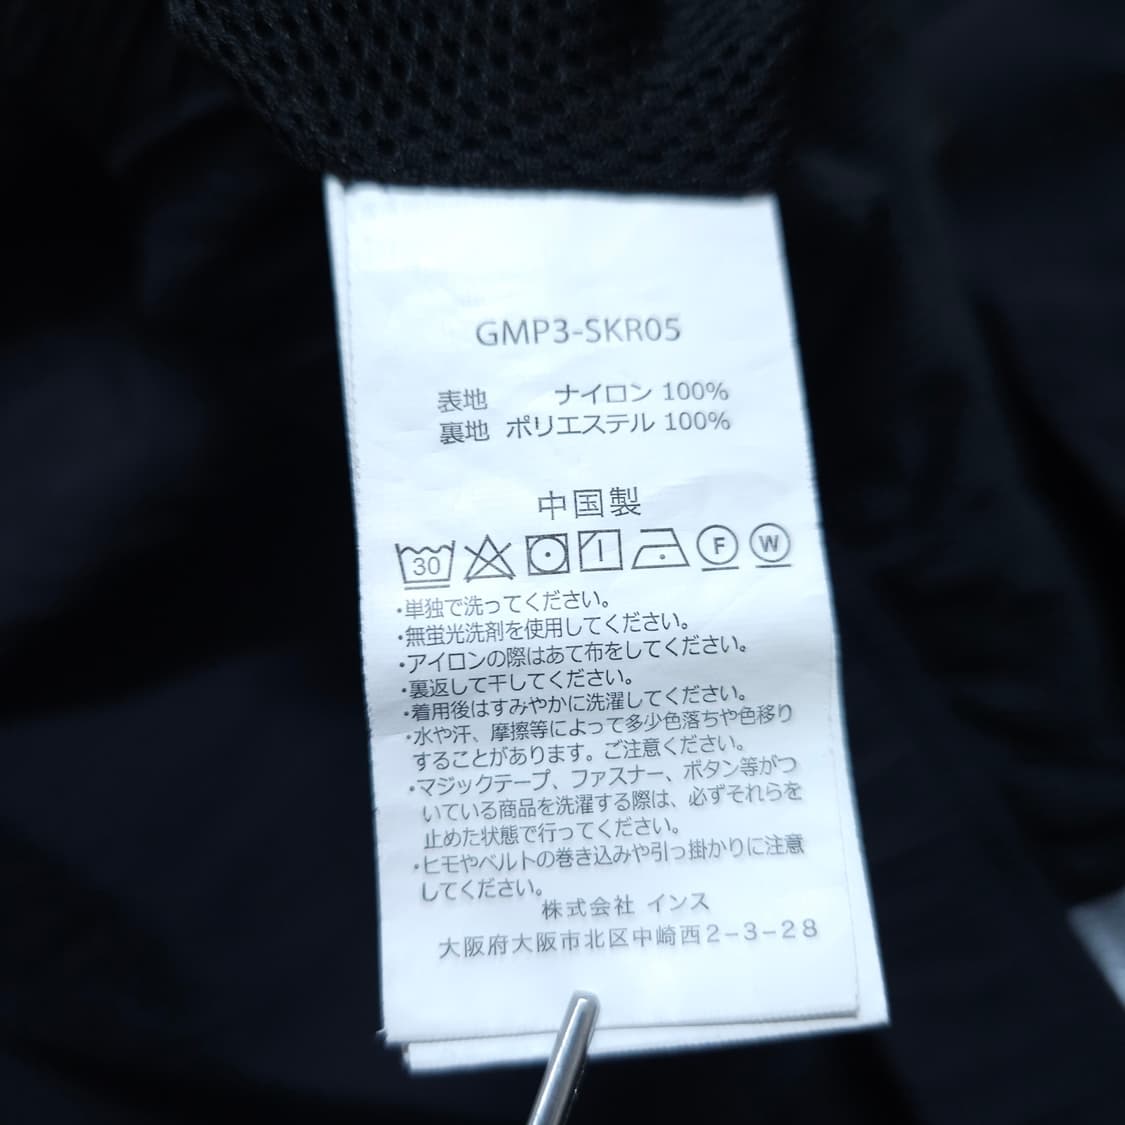 GMP3-SKR05
表地 ナイロン 100%
裏地 ポリエステル 100%
中国製
30 F W
・単独で洗ってください。
・無蛍光洗剤を使用してください。
・アイロンの際はあて布をしてください。
・裏返して干してください。
・着用後はすみやかに洗濯してください。
・水や汗、摩擦等によって多少色落ちや色移り
することがあります。ご注意ください。
・マジックテープ、ファスナー、ボタン等がつ
いている商品を洗濯する際は、必ずそれらを
止めた状態で行ってください。
・ヒモやベルトの巻き込みや引っ掛かりに注意
してください。
株式会社 インス
大阪府大阪市北区中崎西2-3-28